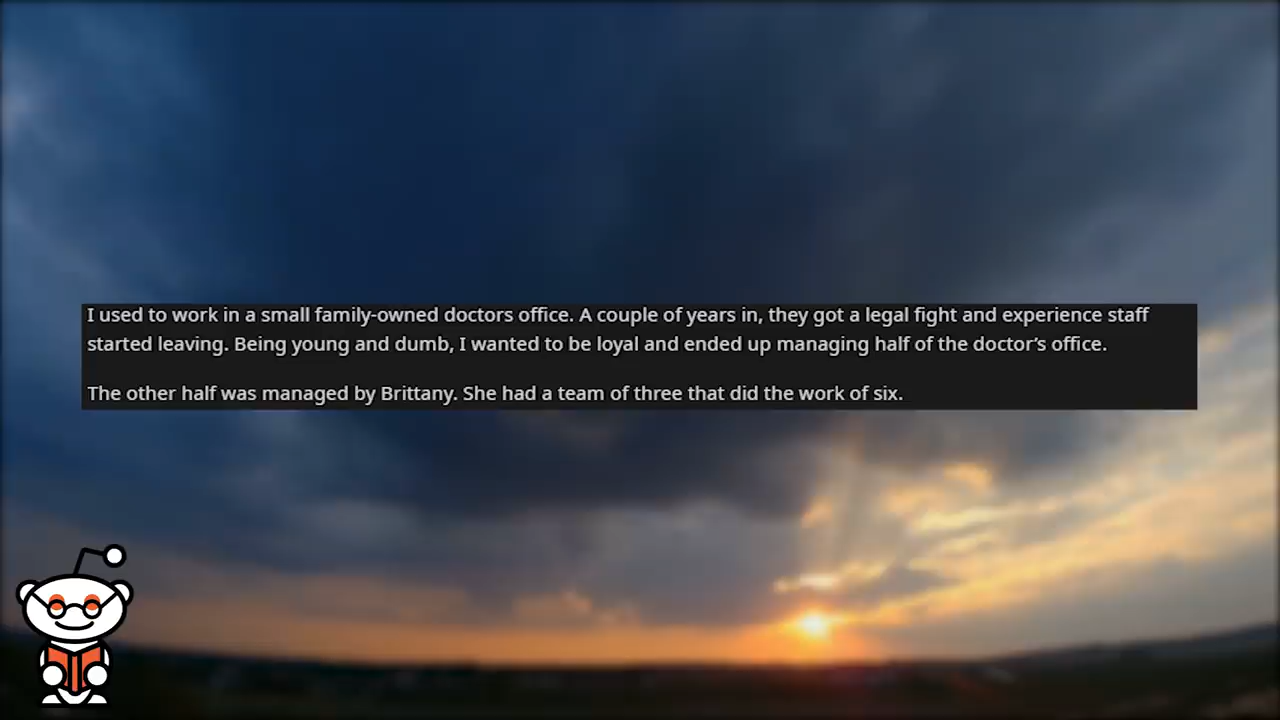 I used to work in a small family-owned doctors office. A couple of years in, they got a legal fight and experience staff
started leaving. Being young and dumb, I wanted to be loyal and ended up managing half of the doctor’s office.
The other half was managed by Brittany. She had a team of three that did the work of six.